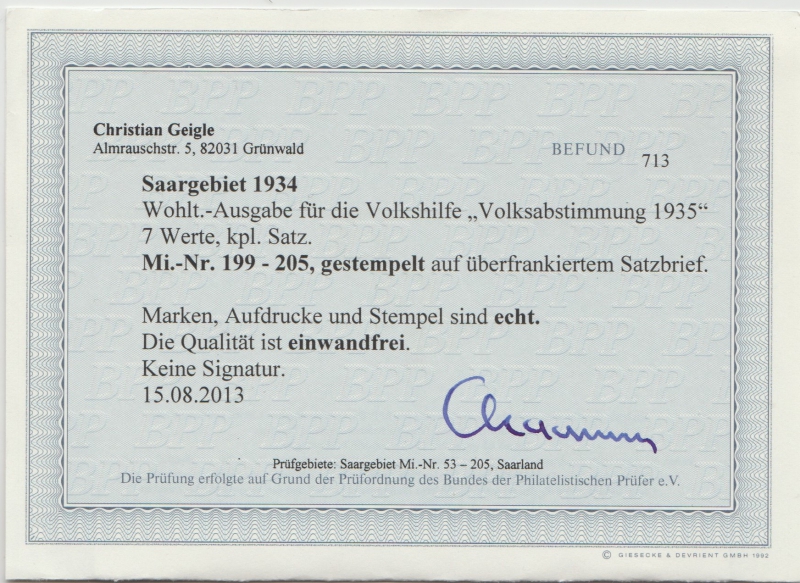 Christian Geigle
Almrauschstr. 5, 82031 Grünwald
BEFUND 713
Saargebiet 1934
Wohlt.-Ausgabe für die Volkshilfe „Volksabstimmung 1935“
7 Werte, kpl. Satz.
Mi.-Nr. 199 - 205, gestempelt auf überfrankiertem Satzbrief.
Marken, Aufdrucke und Stempel sind echt.
Die Qualität ist einwandfrei.
Keine Signatur.
15.08.2013
Prüfgebiete: Saargebiet Mi.-Nr. 53 – 205, Saarland
Die Prüfung erfolgte auf Grund der Prüfordnung des Bundes der Philatelistischen Prüfer e.V.
© GIESECKE & DEVRIENT GMBH 1992